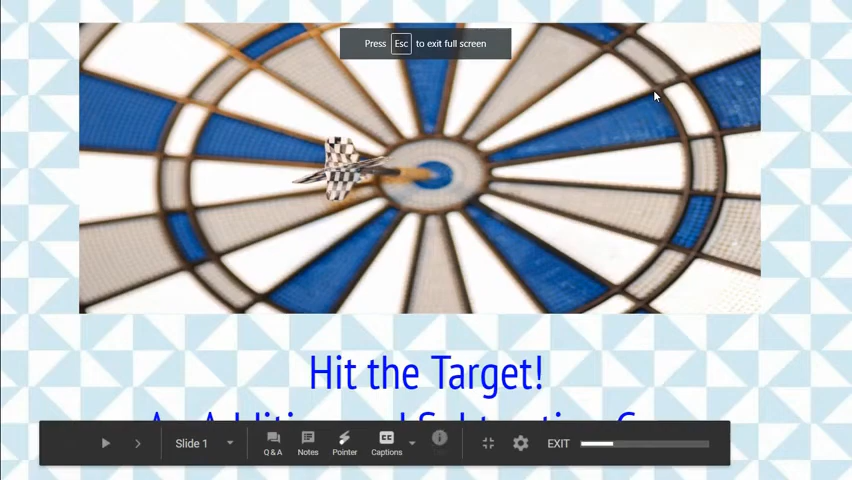 Press Esc to exit full screen
Hit the Target!
Slide 1
Q & A
Notes
Pointer
Captions
EXIT